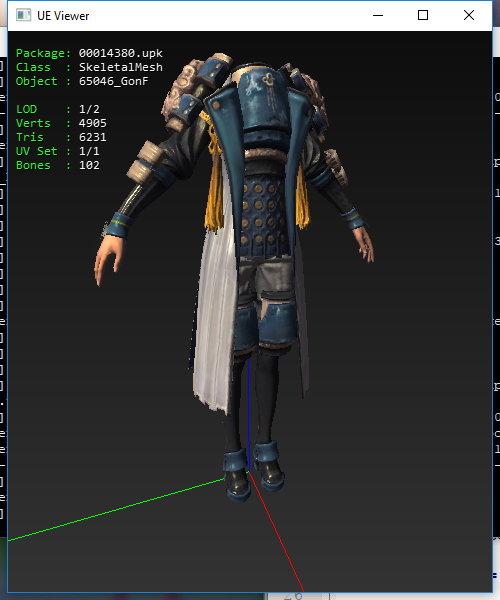 UE Viewer
Package: 00014380.upk
Class : SkeletalMesh
Object : 65046_GonF
LOD : 1/2
Verts : 4905
Tris : 6231
UV Set : 1/1
Bones : 102